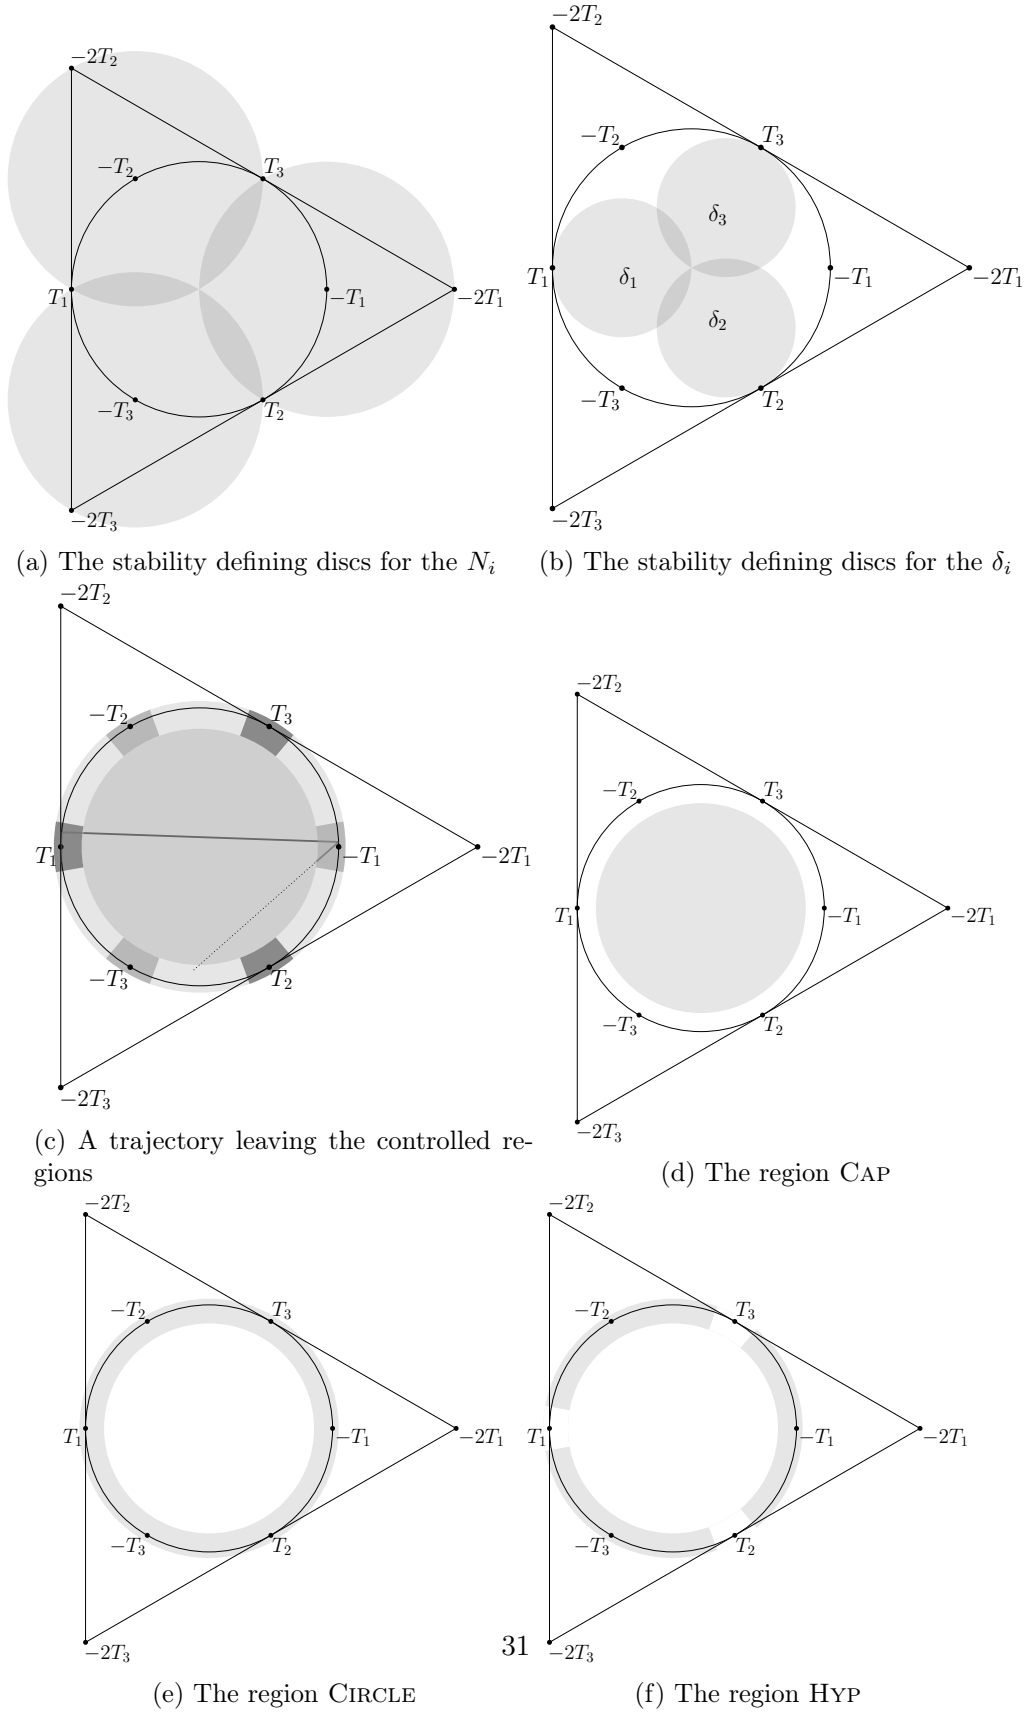 −2T₂
−T₂
T₃
T₁
−T₁
−2T₁
−T₃
T₂
−2T₃
(a) The stability defining discs for the Nᵢ
−2T₂
−T₂
T₃
δ₃
T₁
δ₁
−T₁
−2T₁
δ₂
−T₃
T₂
−2T₃
(b) The stability defining discs for the δᵢ
−2T₂
−T₂
T₃
T₁
−T₁
−2T₁
−T₃
T₂
−2T₃
(c) A trajectory leaving the controlled re-
gions
−2T₂
−T₂
T₃
T₁
−T₁
−2T₁
−T₃
T₂
−2T₃
(d) The region CAP
−2T₂
−T₂
T₃
T₁
−T₁
−2T₁
−T₃
T₂
−2T₃
(e) The region CIRCLE
−2T₂
−T₂
T₃
T₁
−T₁
−2T₁
−T₃
T₂
−2T₃
(f) The region HYP
31